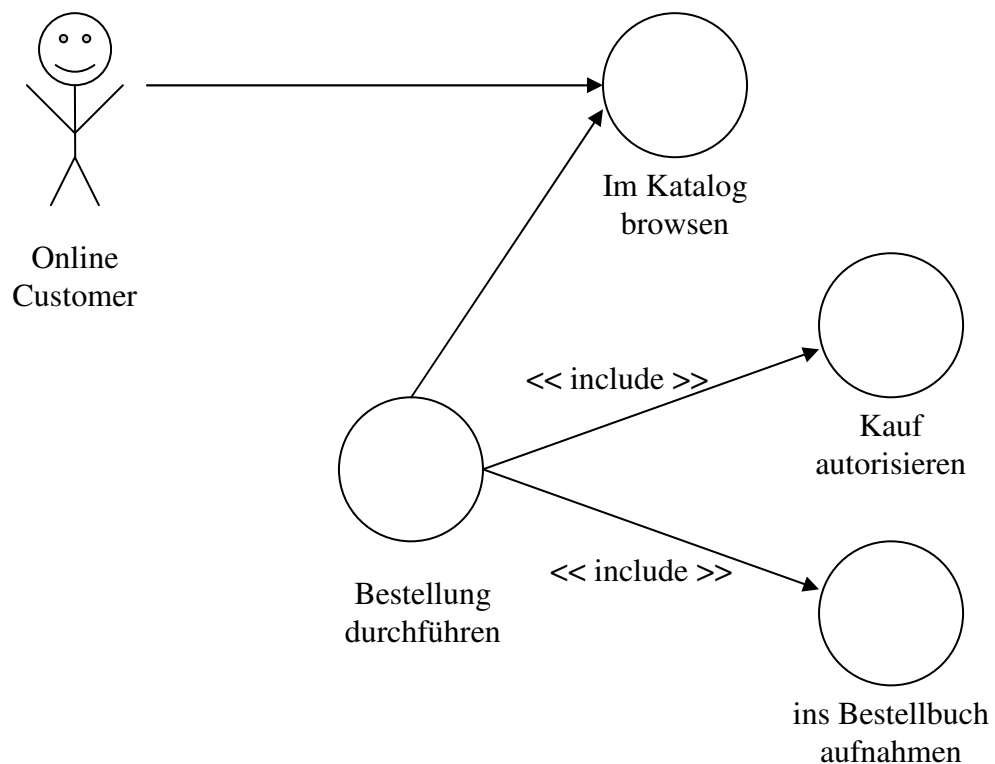 Im Katalog
browsen
Online
Customer
<< include >>
Kauf
autorisieren
<< include >>
Bestellung
durchführen
ins Bestellbuch
aufnahmen